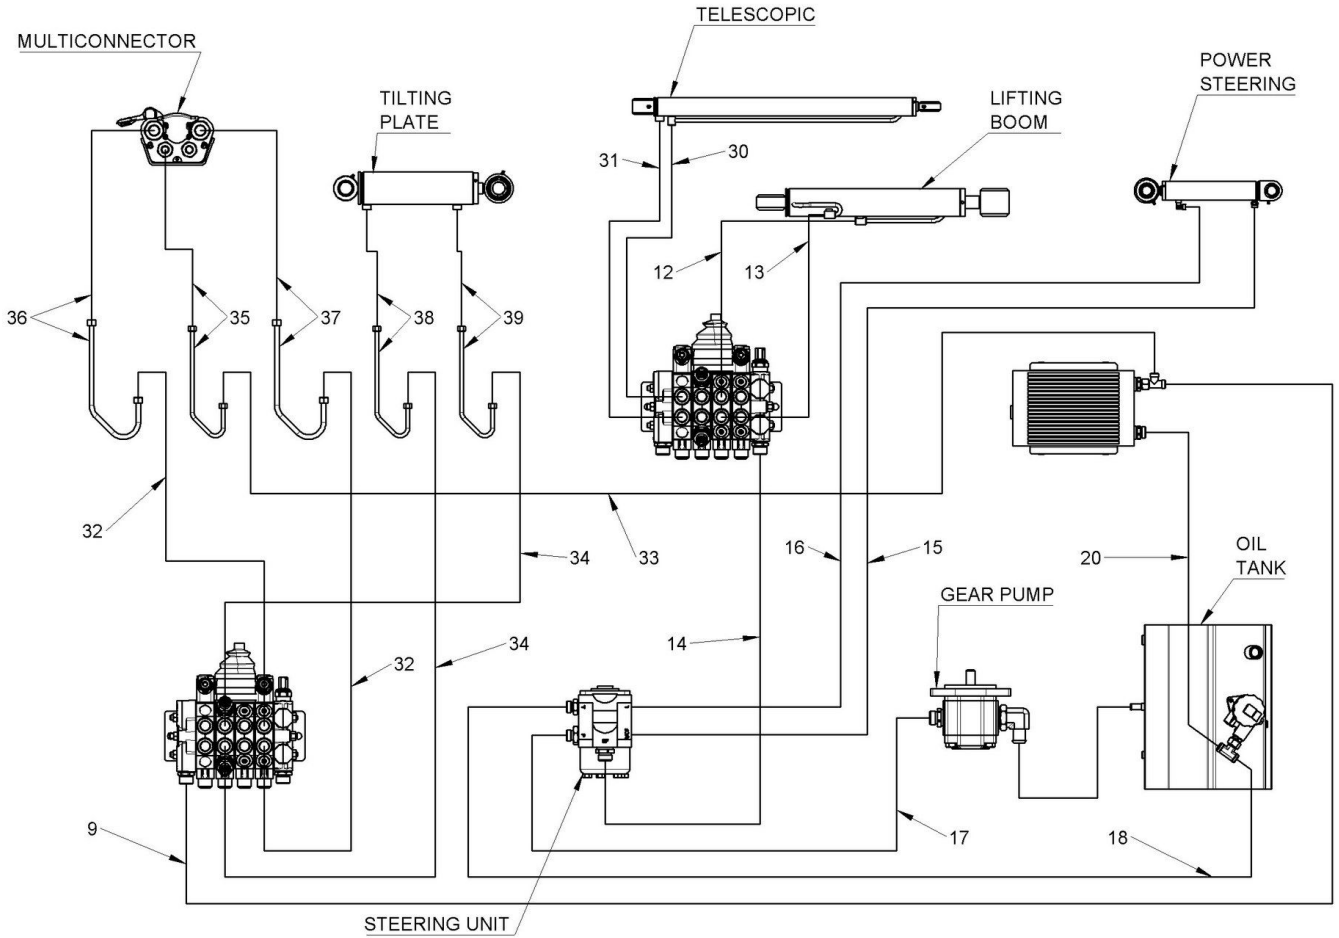 TELESCOPIC
MULTICONNECTOR
POWER
STEERING
TILTING
PLATE
LIFTING
BOOM
31
30
12
13
36
35
37
38
39
32
33
34
16
15
20
OIL
TANK
GEAR PUMP
14
34
32
9
17
18
STEERING UNIT